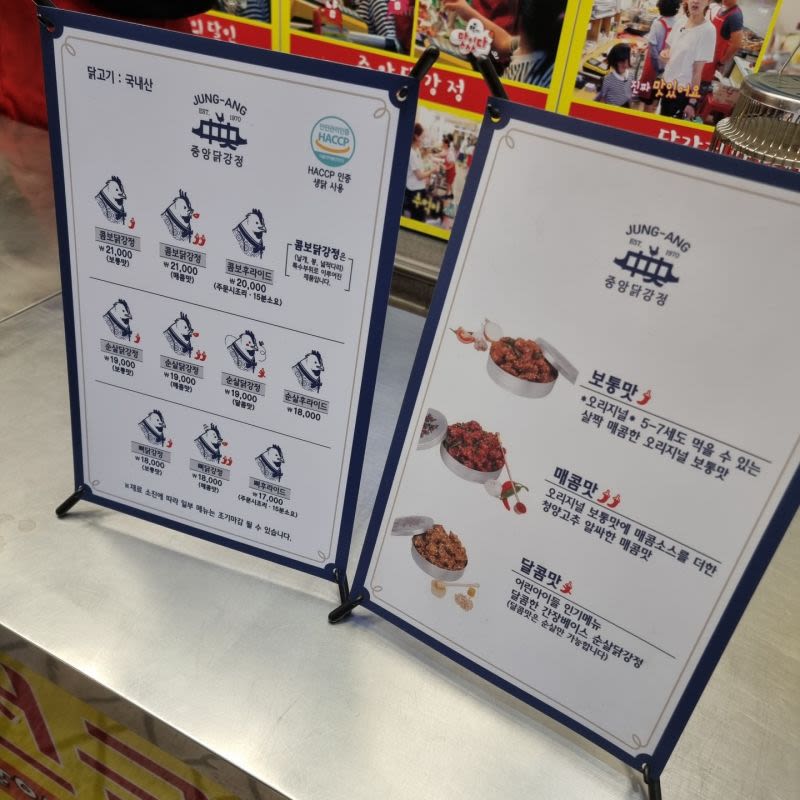 닭고기 : 국내산
JUNG-ANG
EST. 1970
중앙닭강정
HACCP
HACCP 인증
생닭 사용
콤보닭강정
₩21,000
(보통맛)
콤보닭강정
₩21,000
(매콤맛)
콤보후라이드
₩20,000
(주문시조리·15분소요)
콤보닭강정은
(날개, 봉, 넓적다리)
특수부위로 이루어진
제품입니다.
순살닭강정
₩19,000
(보통맛)
순살닭강정
₩19,000
(매콤맛)
순살닭강정
₩19,000
(달콤맛)
순살후라이드
₩18,000
뼈닭강정
₩18,000
(보통맛)
뼈닭강정
₩18,000
(매콤맛)
뼈후라이드
₩17,000
(주문시조리·15분소요)
※재료 소진에 따라 일부 메뉴는 조기마감 될 수 있습니다.
JUNG-ANG
EST. 1970
중앙닭강정
보통맛
*오리지널* 5-7세도 먹을 수 있는
살짝 매콤한 오리지널 보통맛
매콤맛
오리지널 보통맛에 매콤소스를 더한
청양고추 알싸한 매콤맛
달콤맛
어린아이들 인기메뉴
달콤한 간장베이스 순살닭강정
(달콤맛은 순살만 가능합니다)
중앙닭강정
진짜 맛있어요